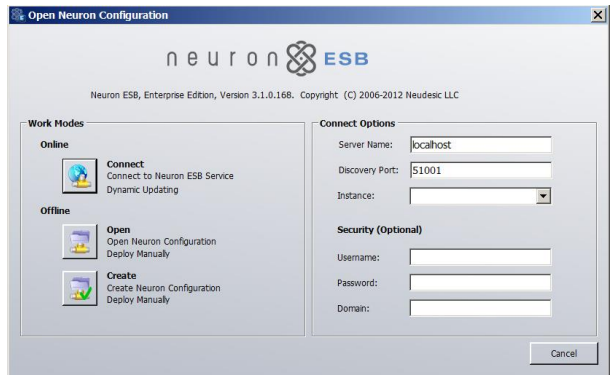 Open Neuron Configuration
neuron ESB
Neuron ESB, Enterprise Edition, Version 3.1.0.168. Copyright (C) 2006-2012 Neudesic LLC
Work Modes
Online
Connect
Connect to Neuron ESB Service
Dynamic Updating
Offline
Open
Open Neuron Configuration
Deploy Manually
Create
Create Neuron Configuration
Deploy Manually
Connect Options
Server Name: localhost
Discovery Port: 51001
Instance:
Security (Optional)
Username:
Password:
Domain:
Cancel